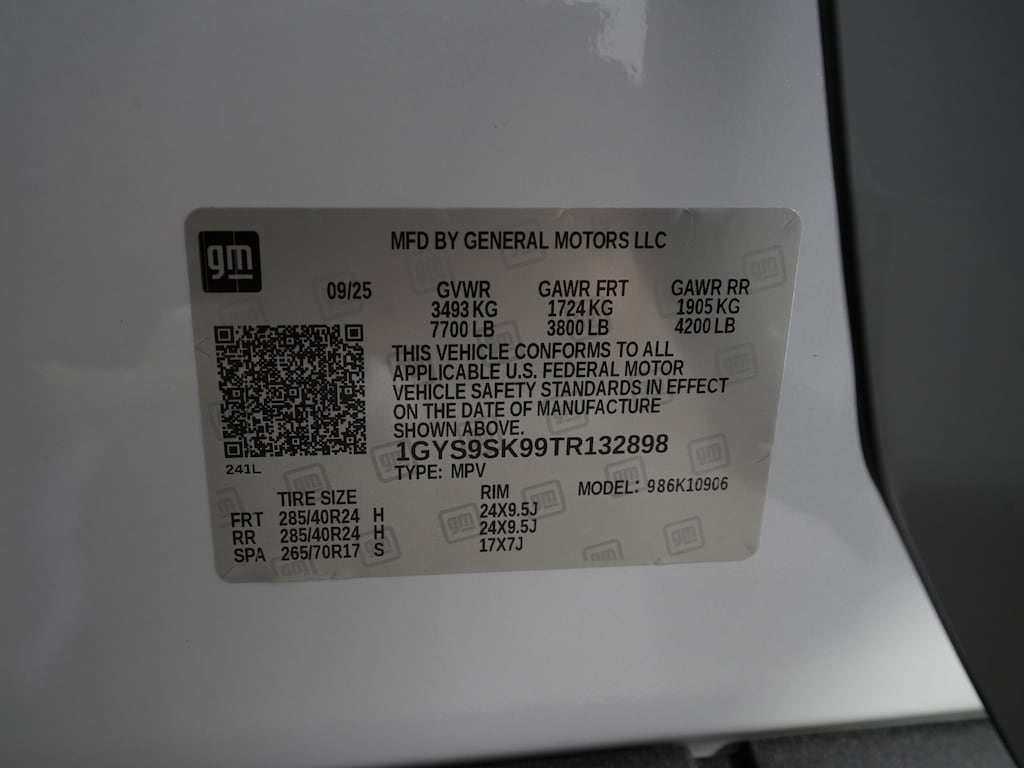 gm
MFD BY GENERAL MOTORS LLC
09/25 GVWR GAWR FRT GAWR RR
3493 KG 1724 KG 1905 KG
7700 LB 3800 LB 4200 LB
THIS VEHICLE CONFORMS TO ALL
APPLICABLE U.S. FEDERAL MOTOR
VEHICLE SAFETY STANDARDS IN EFFECT
ON THE DATE OF MANUFACTURE
SHOWN ABOVE.
1GYS9SK99TR132898
241L
TYPE: MPV
MODEL: 986K10906
TIRE SIZE RIM
FRT 285/40R24 H 24X9.5J
RR 285/40R24 H 24X9.5J
SPA 265/70R17 S 17X7J